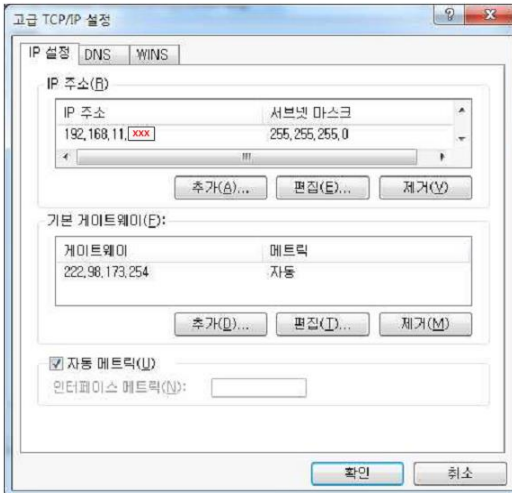 고급 TCP/IP 설정
IP 설정 DNS WINS
IP 주소(R)
IP 주소 서브넷 마스크
192,168,11,xxx 255,255,255,0
추가(A)... 편집(E)... 제거(V)
기본 게이트웨이(F):
게이트웨이 메트릭
222,98,173,254 자동
추가(D)... 편집(T)... 제거(M)
자동 메트릭(U)
인터페이스 메트릭(N):
확인 취소